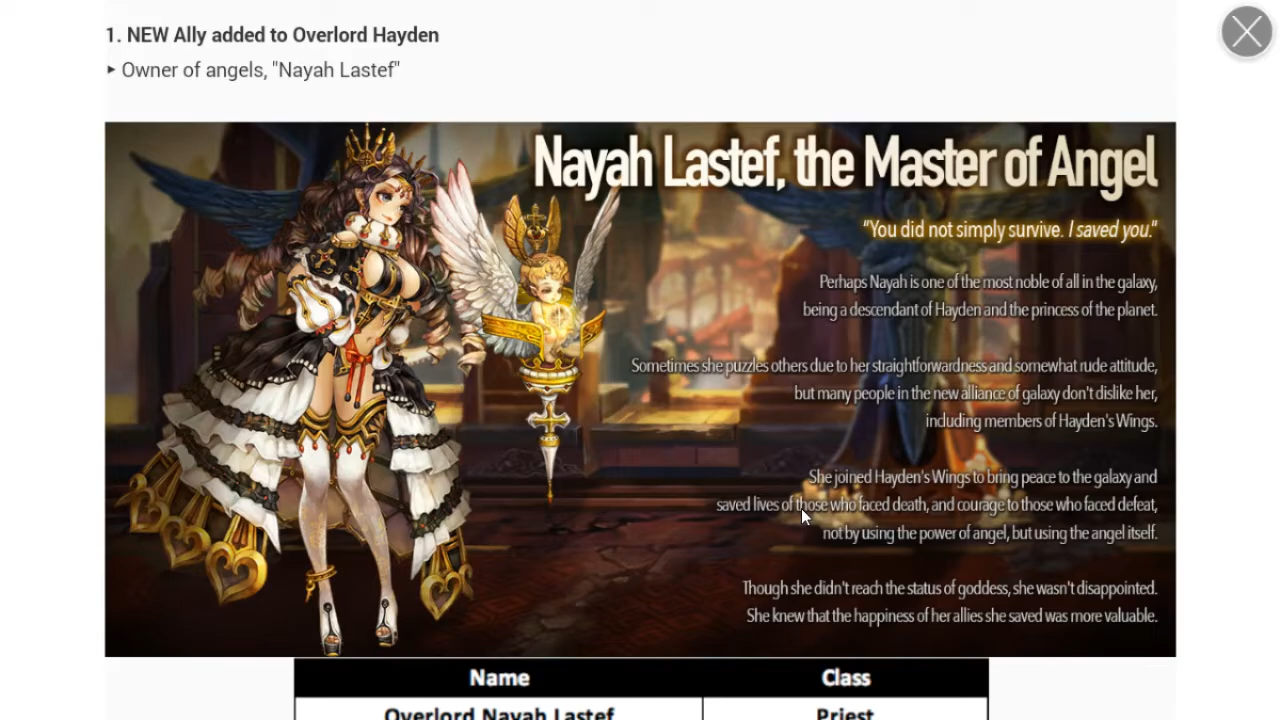 1. NEW Ally added to Overlord Hayden
▸ Owner of angels, "Nayah Lastef"
Nayah Lastef, the Master of Angel
"You did not simply survive. I saved you."
Perhaps Nayah is one of the most noble of all in the galaxy,
being a descendant of Hayden and the princess of the planet.
Sometimes she puzzles others due to her straightforwardness and somewhat rude attitude,
but many people in the new alliance of galaxy don't dislike her,
including members of Hayden's Wings.
She joined Hayden's Wings to bring peace to the galaxy and
saved lives of those who faced death, and courage to those who faced defeat,
not by using the power of angel, but using the angel itself.
Though she didn't reach the status of goddess, she wasn't disappointed.
She knew that the happiness of her allies she saved was more valuable.
Name Class
Overlord Nayah Lastef Priest